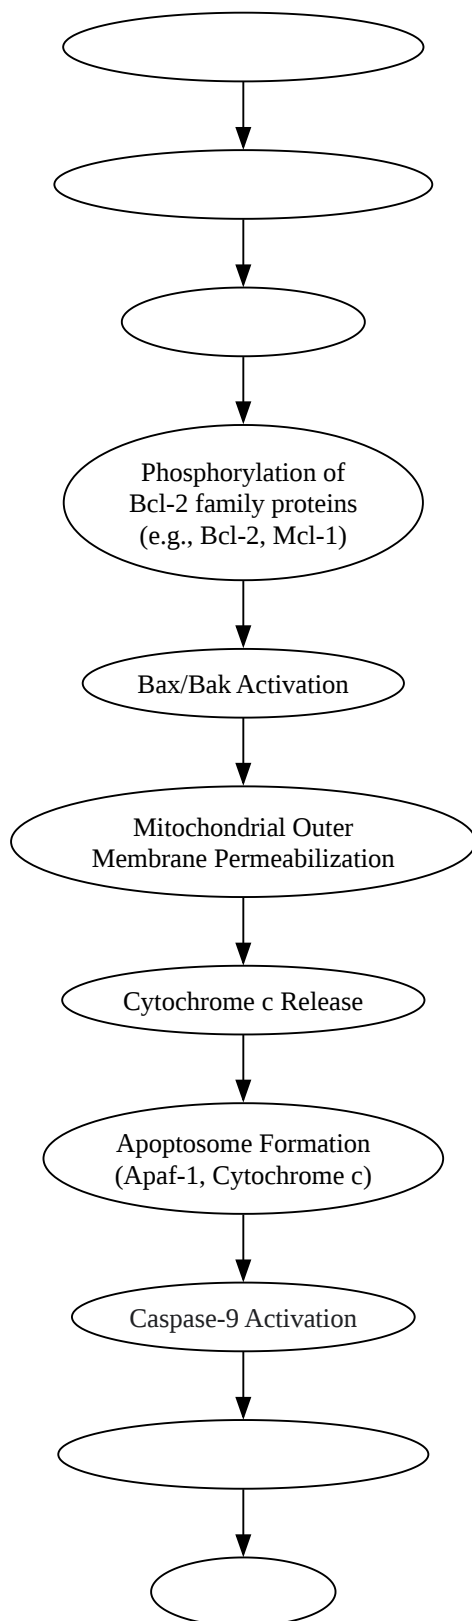 Phosphorylation of
Bcl-2 family proteins
(e.g., Bcl-2, Mcl-1)
Bax/Bak Activation
Mitochondrial Outer
Membrane Permeabilization
Cytochrome c Release
Apoptosome Formation
(Apaf-1, Cytochrome c)
Caspase-9 Activation